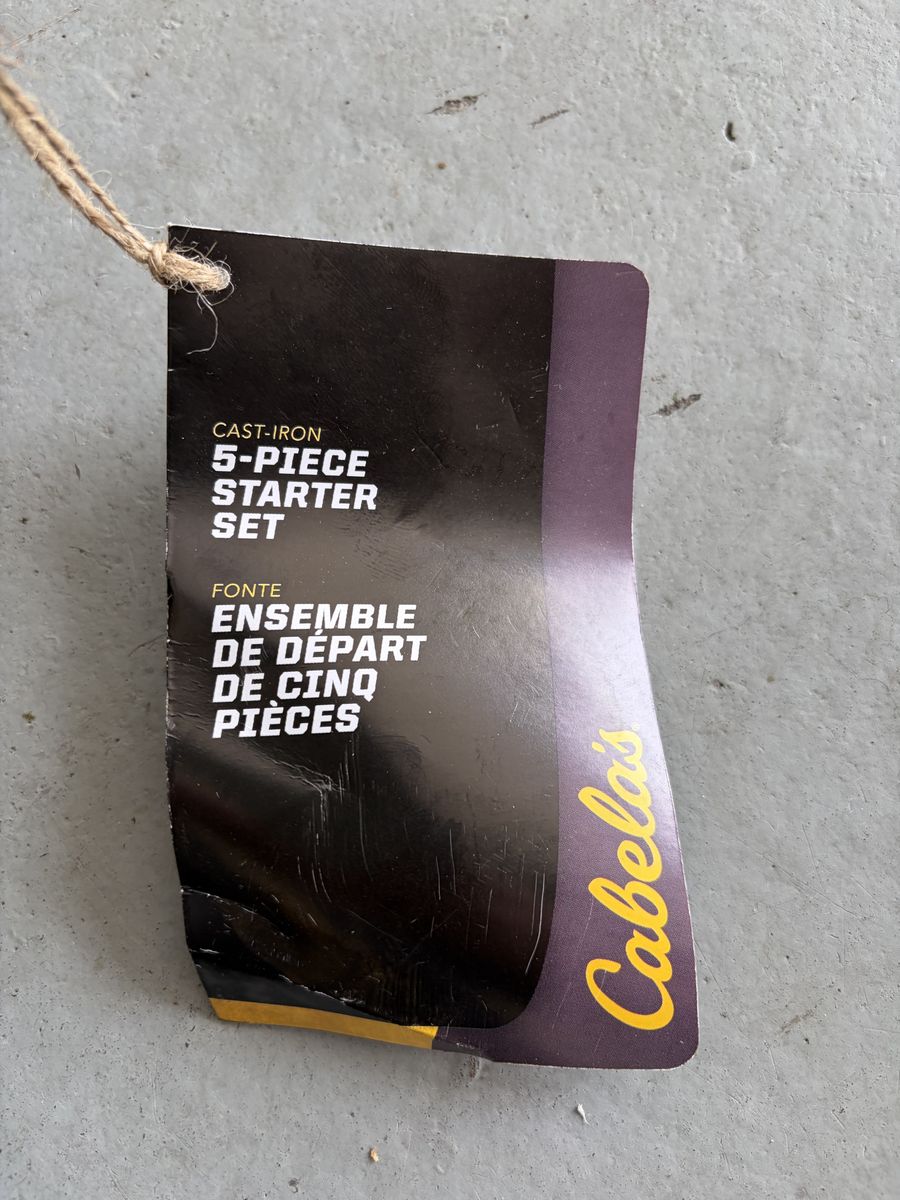 CAST-IRON
5-PIECE
STARTER
SET
FONTE
ENSEMBLE
DE DÉPART
DE CINQ
PIÈCES
Cabela's